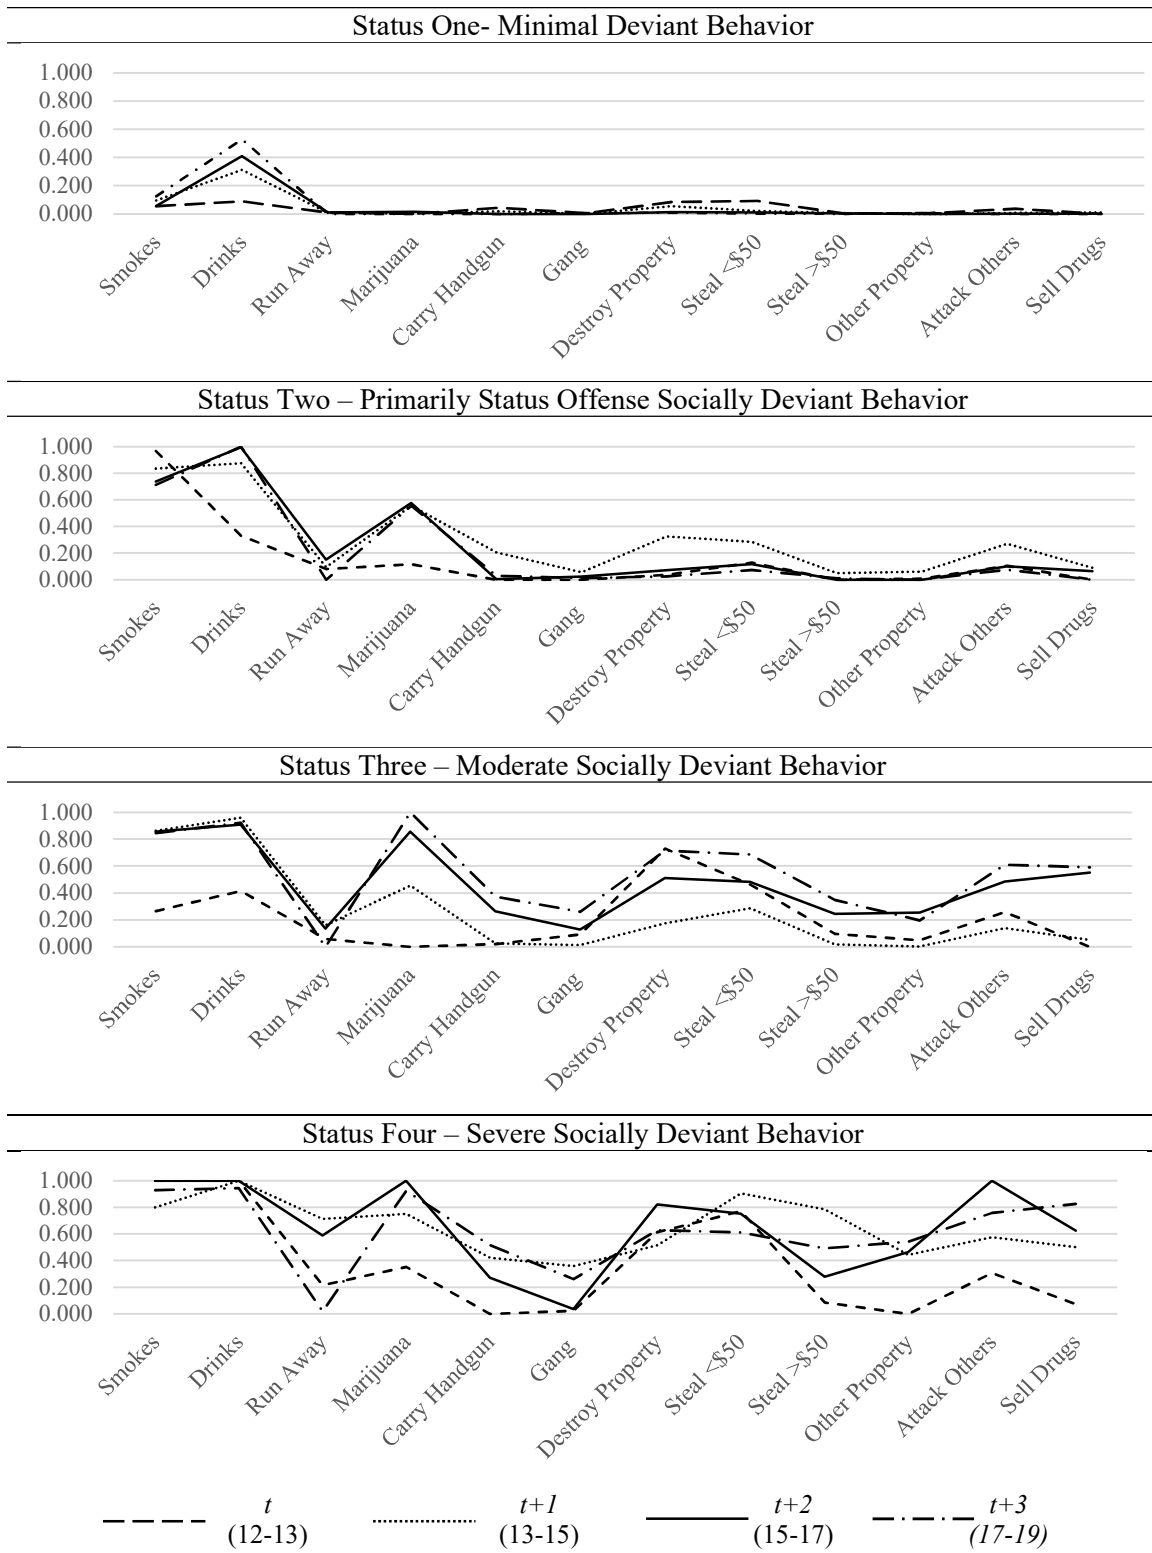 Status One- Minimal Deviant Behavior
1.000
0.800
0.600
0.400
0.200
0.000
Smokes
Drinks
Run Away
Marijuana
Carry Handgun
Gang
Destroy Property
Steal <$50
Steal >$50
Other Property
Attack Others
Sell Drugs
Status Two – Primarily Status Offense Socially Deviant Behavior
1.000
0.800
0.600
0.400
0.200
0.000
Smokes
Drinks
Run Away
Marijuana
Carry Handgun
Gang
Destroy Property
Steal <$50
Steal >$50
Other Property
Attack Others
Sell Drugs
Status Three – Moderate Socially Deviant Behavior
1.000
0.800
0.600
0.400
0.200
0.000
Smokes
Drinks
Run Away
Marijuana
Carry Handgun
Gang
Destroy Property
Steal <$50
Steal >$50
Other Property
Attack Others
Sell Drugs
Status Four – Severe Socially Deviant Behavior
1.000
0.800
0.600
0.400
0.200
0.000
Smokes
Drinks
Run Away
Marijuana
Carry Handgun
Gang
Destroy Property
Steal <$50
Steal >$50
Other Property
Attack Others
Sell Drugs
t
(12-13)
t+1
(13-15)
t+2
(15-17)
t+3
(17-19)